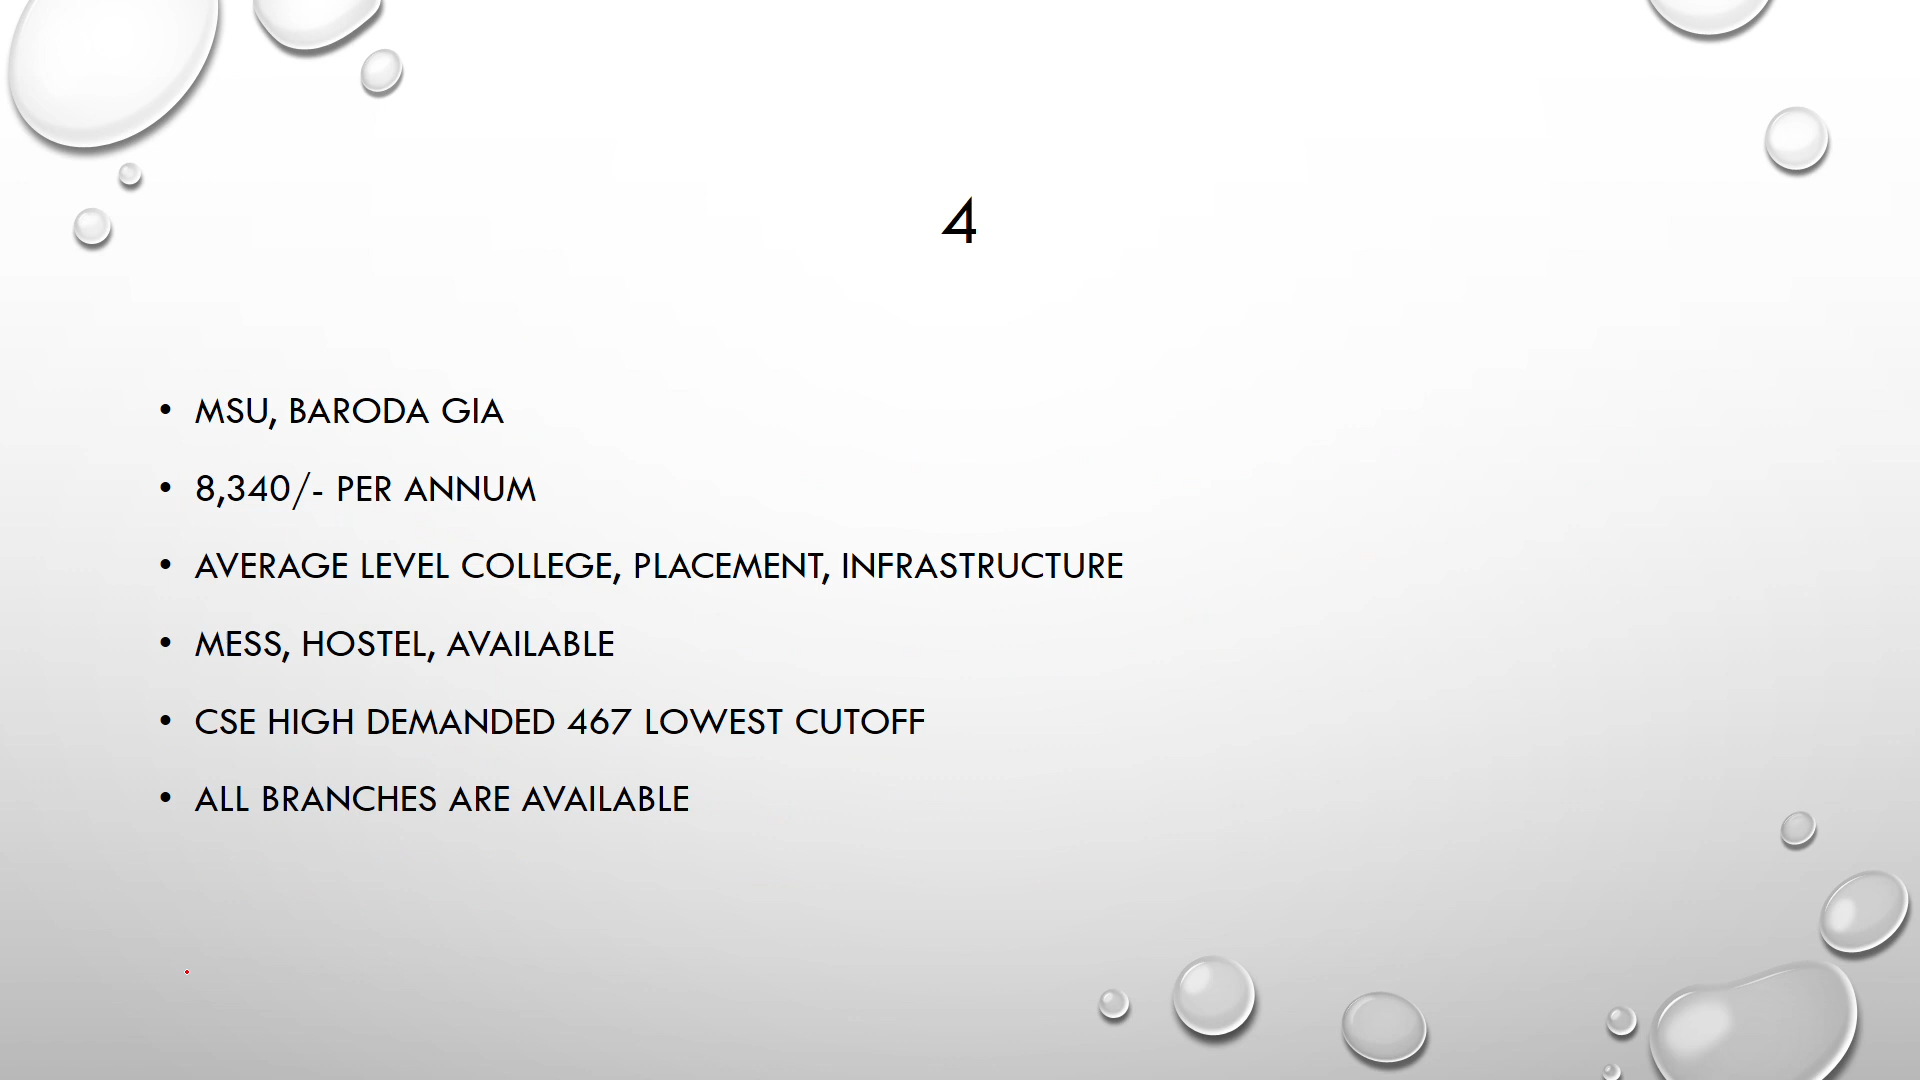 4
• MSU, BARODA GIA
• 8,340/- PER ANNUM
• AVERAGE LEVEL COLLEGE, PLACEMENT, INFRASTRUCTURE
• MESS, HOSTEL, AVAILABLE
• CSE HIGH DEMANDED 467 LOWEST CUTOFF
• ALL BRANCHES ARE AVAILABLE